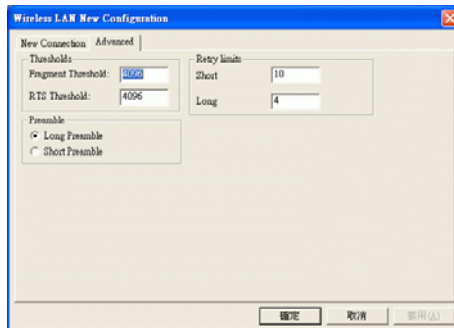 Wireless LAN New Configuration
New Connection Advanced
Thresholds
Fragment Threshold: 4096
RTS Threshold: 4096
Retry limits
Short 10
Long 4
Preamble
Long Preamble
Short Preamble
確定 取消 套用(A)